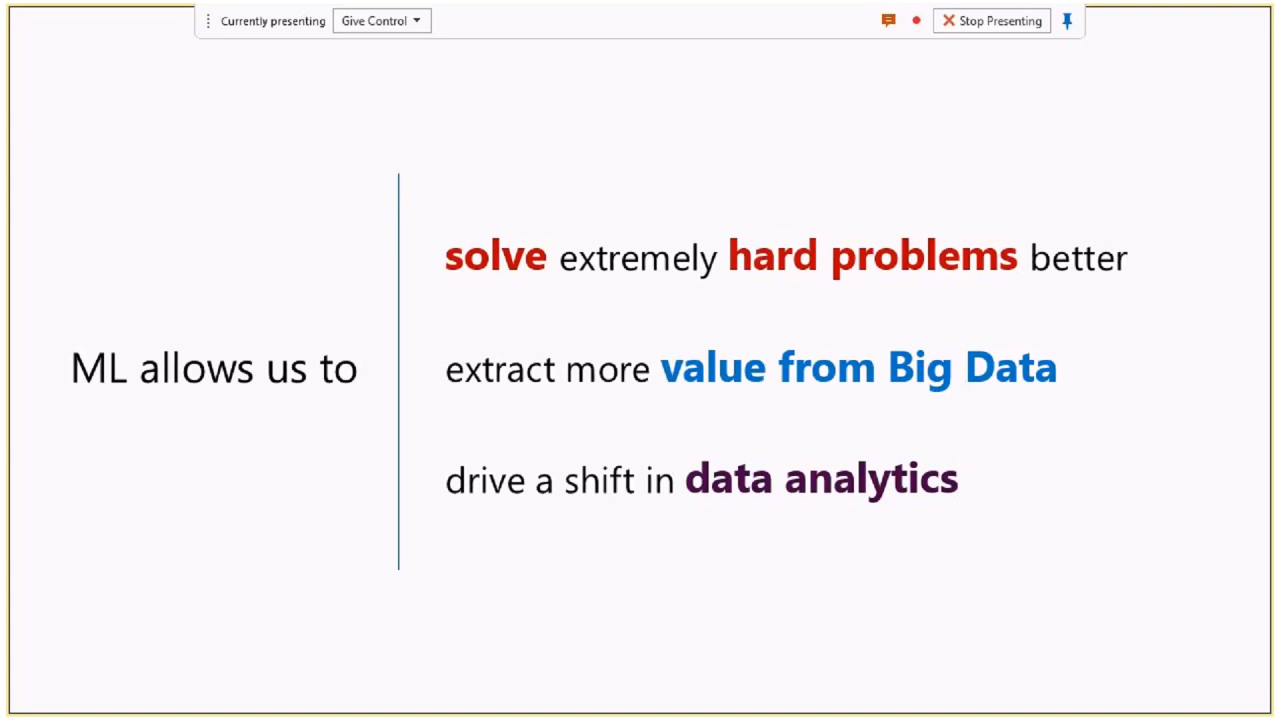 Currently presenting Give Control Stop Presenting
solve extremely hard problems better
ML allows us to
extract more value from Big Data
drive a shift in data analytics